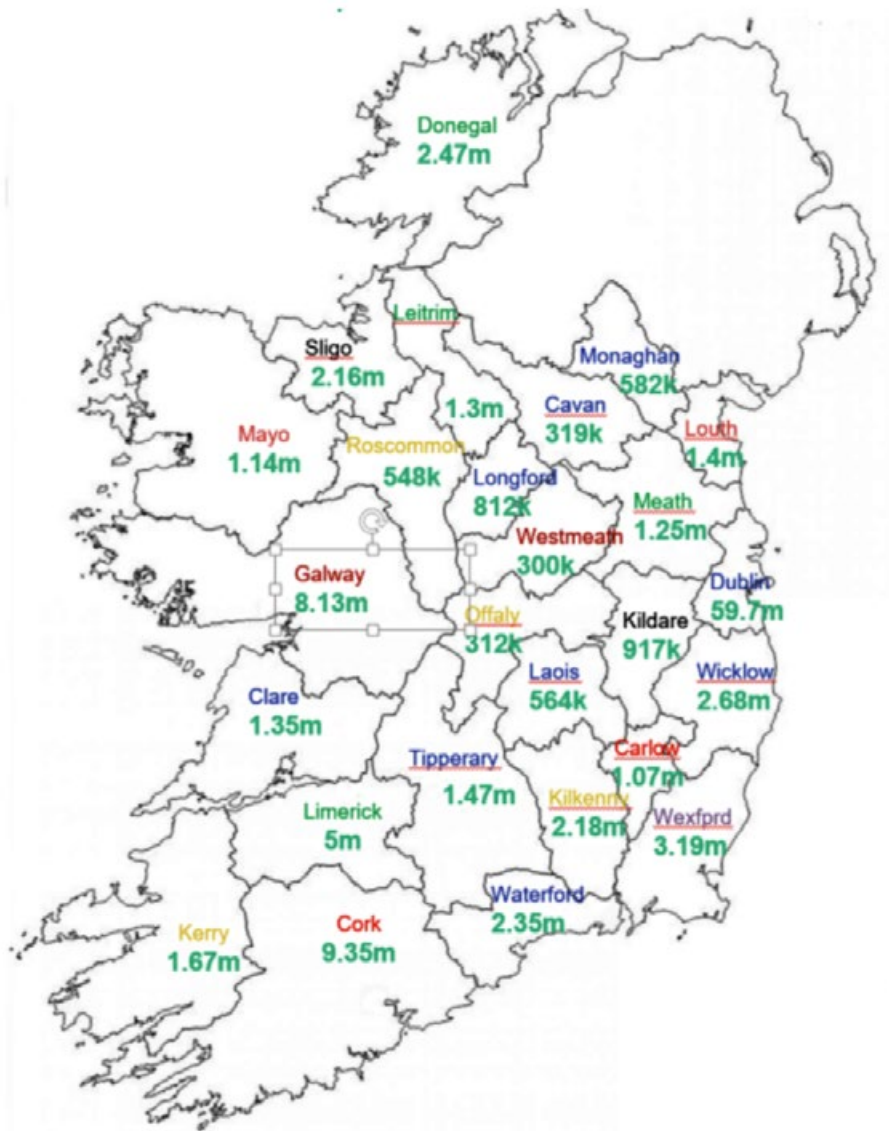 Donegal
2.47m
Leitrim
1.3m
Sligo
2.16m
Monaghan
582k
Cavan
319k
Louth
1.4m
Mayo
1.14m
Roscommon
548k
Longford
812k
Meath
1.25m
Westmeath
300k
Galway
8.13m
Dublin
59.7m
Offaly
312k
Kildare
917k
Laois
564k
Wicklow
2.68m
Clare
1.35m
Carlow
1.07m
Tipperary
1.47m
Kilkenny
2.18m
Wexfprd
3.19m
Limerick
5m
Waterford
2.35m
Kerry
1.67m
Cork
9.35m